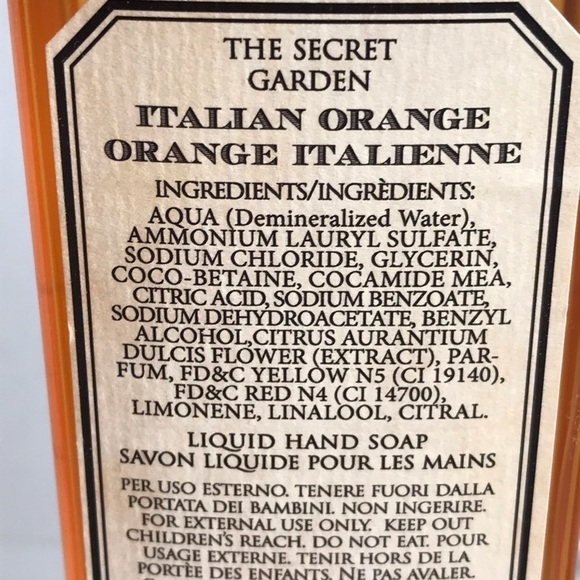 THE SECRET
GARDEN
ITALIAN ORANGE
ORANGE ITALIENNE
INGREDIENTS/INGRÈDIENTS:
AQUA (Demineralized Water),
AMMONIUM LAURYL SULFATE,
SODIUM CHLORIDE, GLYCERIN,
COCO-BETAINE, COCAMIDE MEA,
CITRIC ACID, SODIUM BENZOATE,
SODIUM DEHYDROACETATE, BENZYL
ALCOHOL,CITRUS AURANTIUM
DULCIS FLOWER (EXTRACT), PAR-
FUM, FD&C YELLOW N5 (CI 19140),
FD&C RED N4 (CI 14700),
LIMONENE, LINALOOL, CITRAL.
LIQUID HAND SOAP
SAVON LIQUIDE POUR LES MAINS
PER USO ESTERNO. TENERE FUORI DALLA
PORTATA DEI BAMBINI. NON INGERIRE.
FOR EXTERNAL USE ONLY. KEEP OUT
CHILDREN'S REACH. DO NOT EAT. POUR
USAGE EXTERNE. TENIR HORS DE LA
PORTÈE DES ENFANTS. NE PAS AVALER.